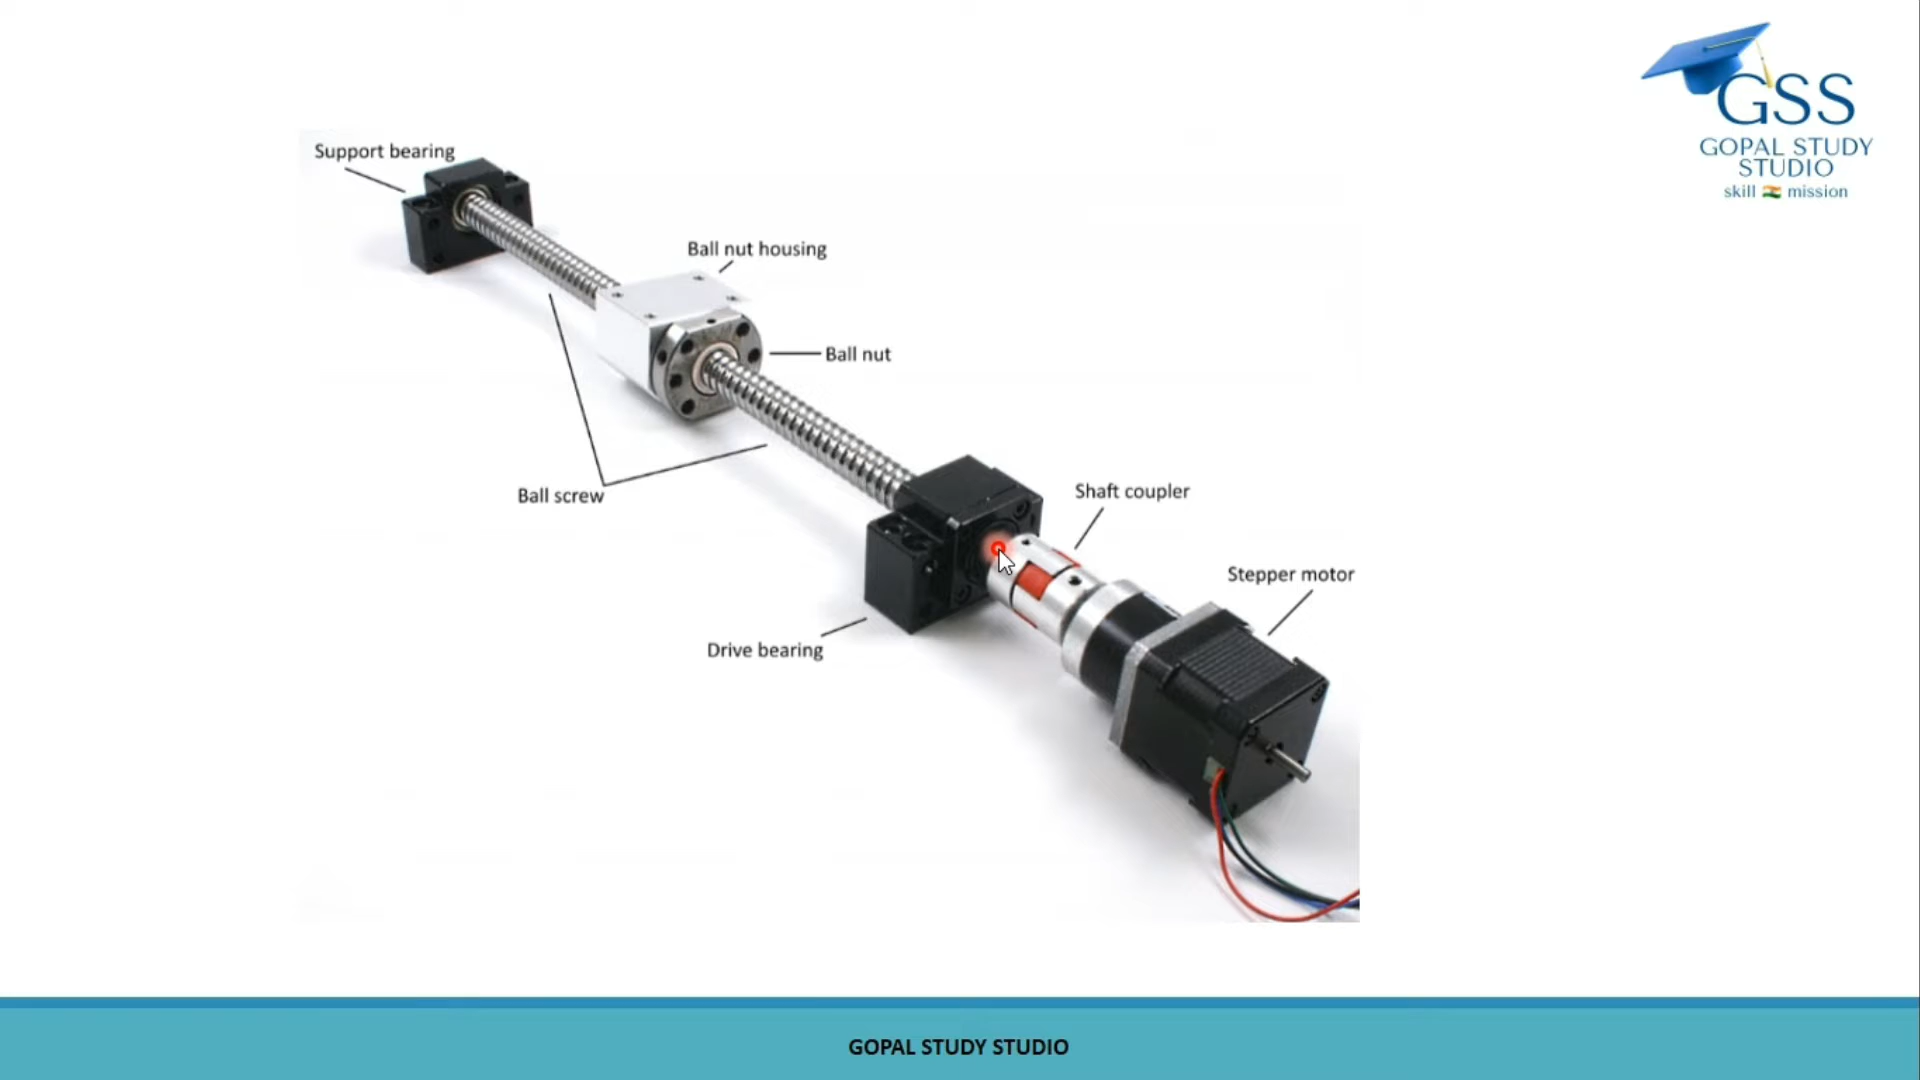 GSS
GOPAL STUDY
STUDIO
skill mission
Support bearing
Ball nut housing
Ball nut
Ball screw
Shaft coupler
Stepper motor
Drive bearing
GOPAL STUDY STUDIO